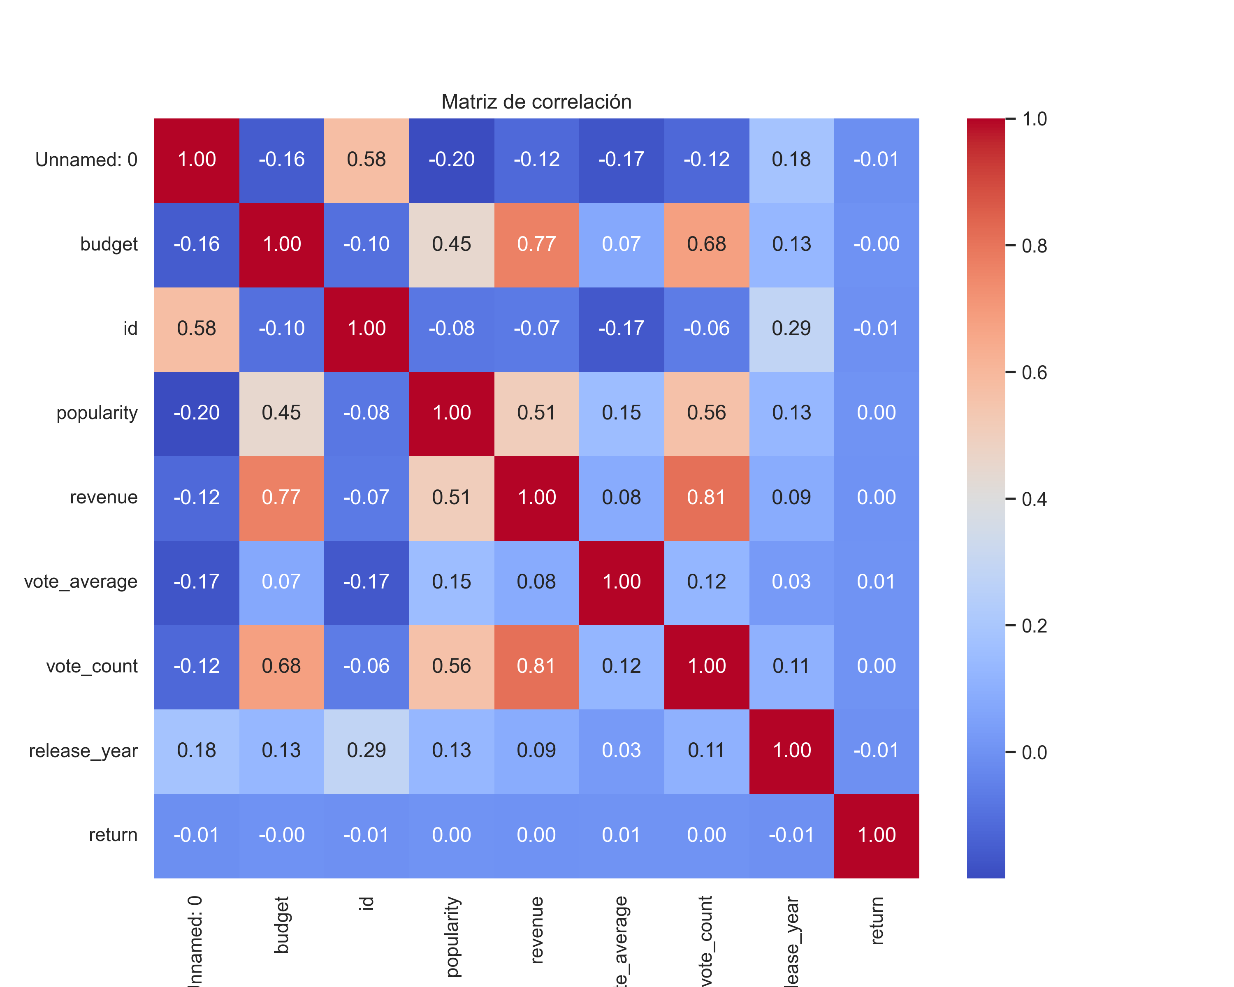 Matriz de correlación
Unnamed: 0 1.00 -0.16 0.58 -0.20 -0.12 -0.17 -0.12 0.18 -0.01
budget -0.16 1.00 -0.10 0.45 0.77 0.07 0.68 0.13 -0.00
id 0.58 -0.10 1.00 -0.08 -0.07 -0.17 -0.06 0.29 -0.01
popularity -0.20 0.45 -0.08 1.00 0.51 0.15 0.56 0.13 0.00
revenue -0.12 0.77 -0.07 0.51 1.00 0.08 0.81 0.09 0.00
vote_average -0.17 0.07 -0.17 0.15 0.08 1.00 0.12 0.03 0.01
vote_count -0.12 0.68 -0.06 0.56 0.81 0.12 1.00 0.11 0.00
release_year 0.18 0.13 0.29 0.13 0.09 0.03 0.11 1.00 -0.01
return -0.01 -0.00 -0.01 0.00 0.00 0.01 0.00 -0.01 1.00
Unnamed: 0
budget
id
popularity
revenue
te_average
vote_count
lease_year
return
1.0
0.8
0.6
0.4
0.2
0.0